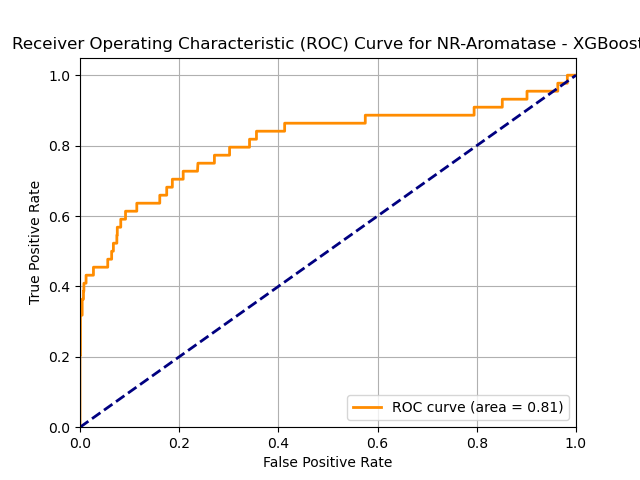 Receiver Operating Characteristic (ROC) Curve for NR-Aromatase - XGBoost
1.0
0.8
0.6
0.4
0.2
0.0
True Positive Rate
ROC curve (area = 0.81)
0.0 0.2 0.4 0.6 0.8 1.0
False Positive Rate